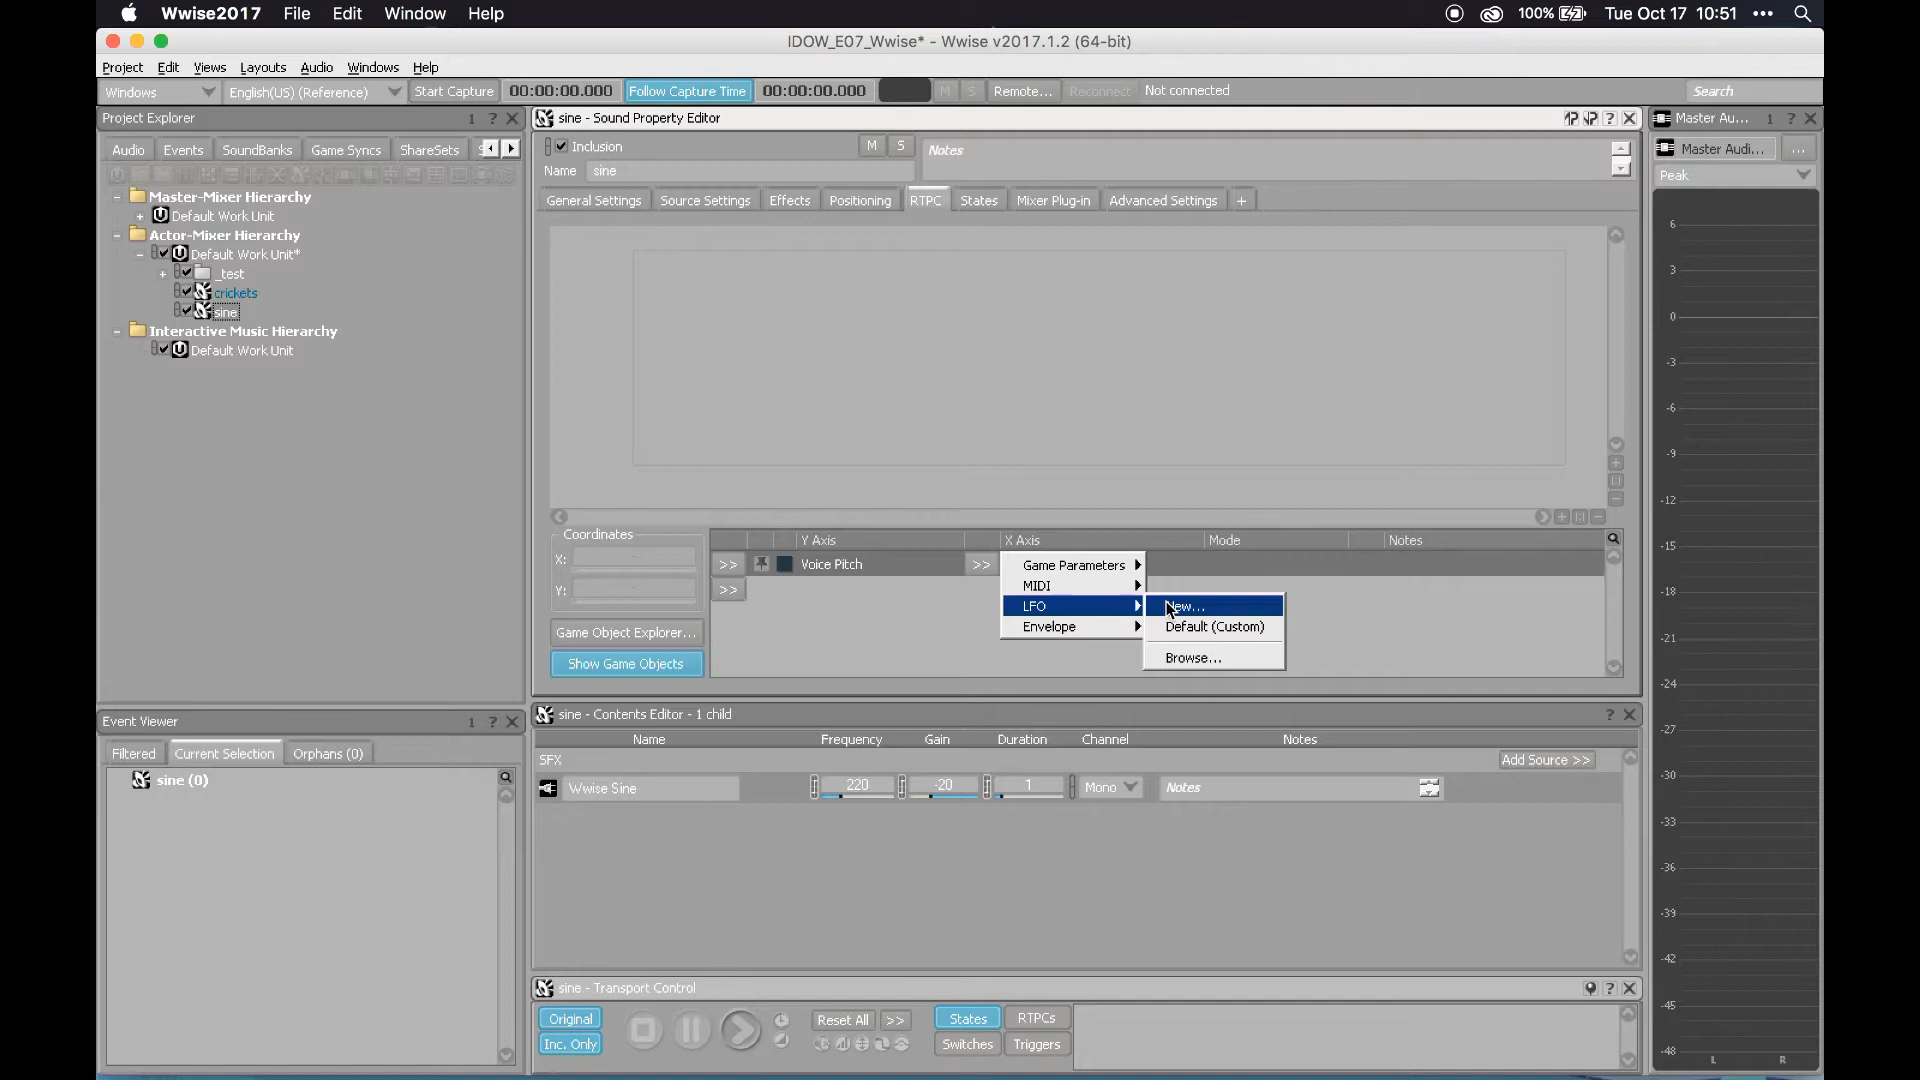 Wwise2017 File Edit Window Help 100% Tue Oct 17 10:51
IDOW_E07_Wwise* - Wwise v2017.1.2 (64-bit)
Project Edit Views Layouts Audio Windows Help
Windows English(US) (Reference) Start Capture 00:00:00.000 Follow Capture Time 00:00:00.000 M S Remote... Reconnect Not connected Search
Project Explorer 1 ?
Audio Events SoundBanks Game Syncs ShareSets
Master-Mixer Hierarchy
Default Work Unit
Actor-Mixer Hierarchy
Default Work Unit*
_test
crickets
sine
Interactive Music Hierarchy
Default Work Unit
Event Viewer 1 ?
Filtered Current Selection Orphans (0)
sine (0)
sine - Sound Property Editor ?
Inclusion M S
Name sine
Notes
General Settings Source Settings Effects Positioning RTPC States Mixer Plug-in Advanced Settings +
Coordinates
X: -
Y: -
Game Object Explorer...
Show Game Objects
Y Axis X Axis Mode Notes
>> Voice Pitch >>
>>
Game Parameters
MIDI
LFO
Envelope
New...
Default (Custom)
Browse...
sine - Contents Editor - 1 child ?
Name Frequency Gain Duration Channel Notes
SFX Add Source >>
Wwise Sine 220 -20 1 Mono Notes
sine - Transport Control ?
Original
Inc. Only
Reset All >>
States RTPCs
Switches Triggers
Master Au... 1 ?
Master Audi... ...
Peak
6
3
0
-3
-6
-9
-12
-15
-18
-21
-24
-27
-30
-33
-36
-39
-42
-45
-48
L R